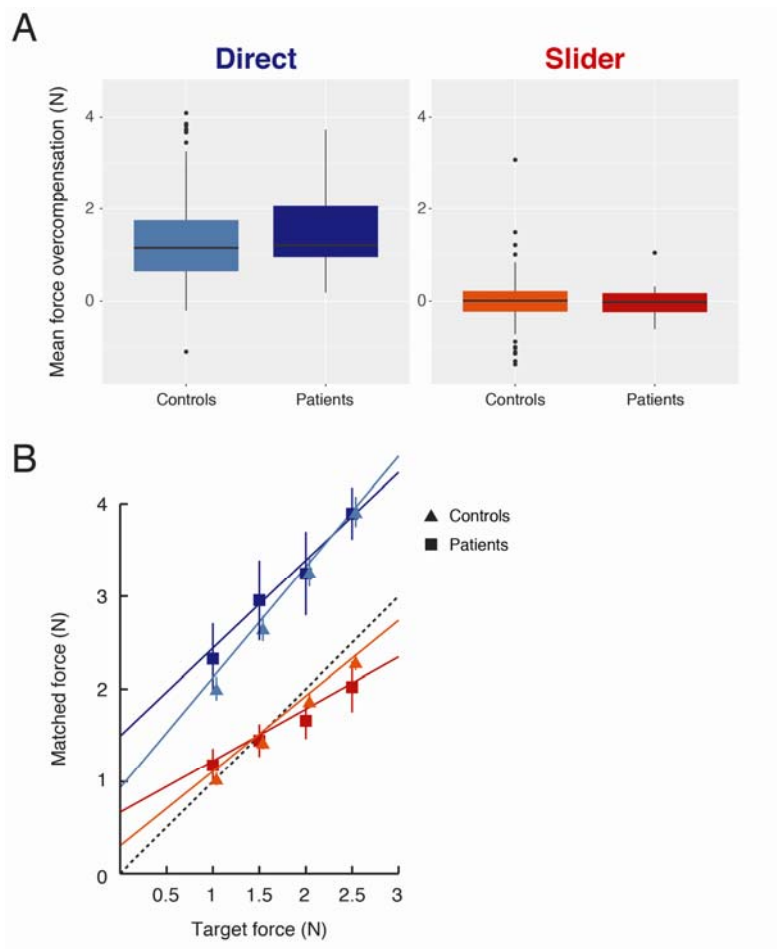 A
Direct
Slider
Mean force overcompensation (N)
4
2
0
4
2
0
Controls
Patients
Controls
Patients
B
Matched force (N)
4
3
2
1
0
0.5 1 1.5 2 2.5 3
Target force (N)
Controls
Patients